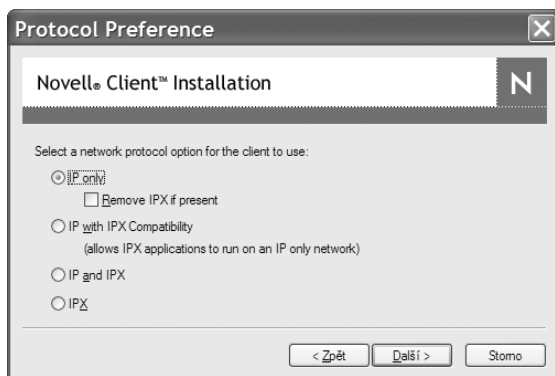 Protocol Preference
Novell® Client™ Installation
N
Select a network protocol option for the client to use:
IP only
Remove IPX if present
IP with IPX Compatibility
(allows IPX applications to run on an IP only network)
IP and IPX
IPX
< Zpět
Další >
Storno